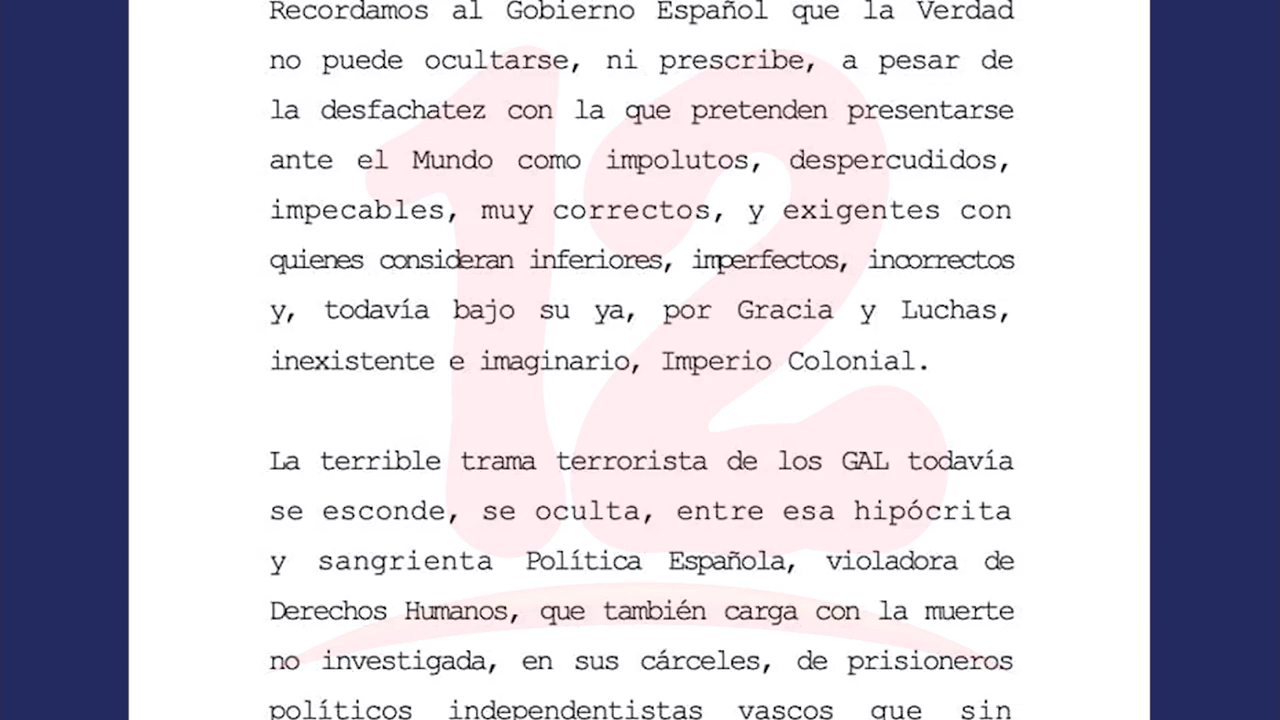 Recordamos al Gobierno Español que la Verdad
no puede ocultarse, ni prescribe, a pesar de
la desfachatez con la que pretenden presentarse
ante el Mundo como impolutos, despercudidos,
impecables, muy correctos, y exigentes con
quienes consideran inferiores, imperfectos, incorrectos
y, todavía bajo su ya, por Gracia y Luchas,
inexistente e imaginario, Imperio Colonial.
La terrible trama terrorista de los GAL todavía
se esconde, se oculta, entre esa hipócrita
y sangrienta Política Española, violadora de
Derechos Humanos, que también carga con la muerte
no investigada, en sus cárceles, de prisioneros
políticos independentistas vascos que sin
12